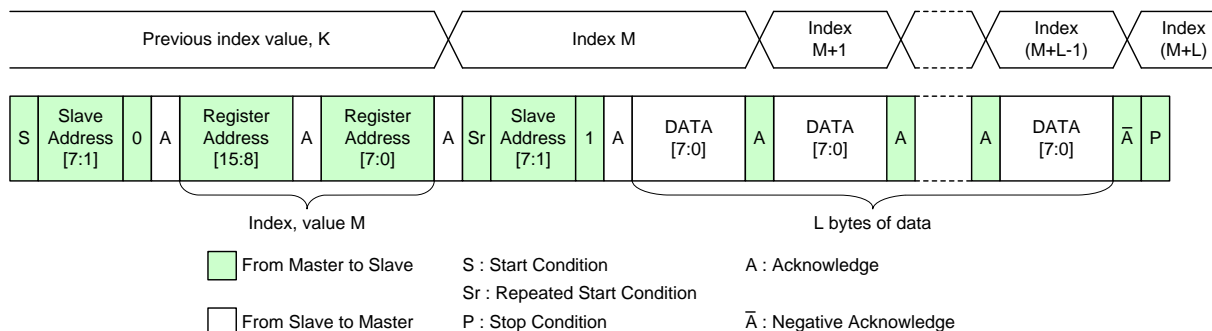 Previous index value, K
Index M
Index
M+1
Index
(M+L-1)
Index
(M+L)
S
Slave
Address
[7:1]
0
A
Register
Address
[15:8]
A
Register
Address
[7:0]
A
Sr
Slave
Address
[7:1]
1
A
DATA
[7:0]
A
DATA
[7:0]
A
A
DATA
[7:0]
A̅
P
Index, value M
L bytes of data
From Master to Slave
S : Start Condition
A : Acknowledge
Sr : Repeated Start Condition
From Slave to Master
P : Stop Condition
A̅ : Negative Acknowledge